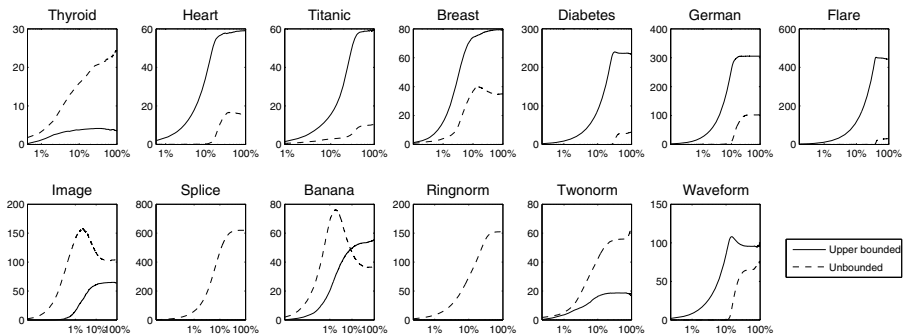 Thyroid Heart Titanic Breast Diabetes German Flare
30 60 60 80 300 400 600
60 300
20 40 40 200 400
40 200
10 20 20 100 200
20 100
0 0 0 0 0 0 0
1% 10% 100% 1% 10% 100% 1% 10% 100% 1% 10% 100% 1% 10% 100% 1% 10% 100% 1% 10% 100%
Image Splice Banana Ringnorm Twonorm Waveform
200 800 80 200 80 150
150 600 60 150 60
100 Upper bounded
100 400 40 100 40
Unbounded
50 200 20 50 20 50
0 0 0 0 0 0
1% 10%100% 1% 10% 100% 1% 10%100% 1% 10% 100% 1% 10% 100% 1% 10% 100%